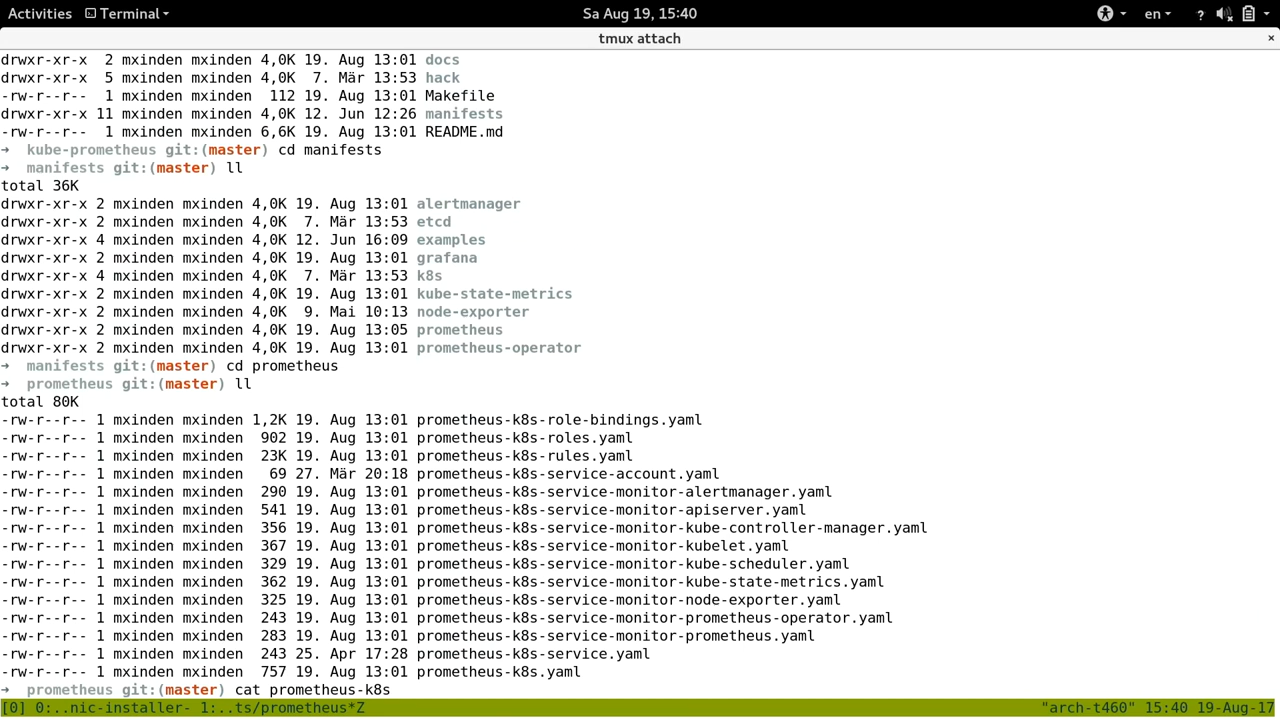 Activities Terminal Sa Aug 19, 15:40 en ?
tmux attach ×
drwxr-xr-x  2 mxinden mxinden 4,0K 19. Aug 13:01 docs
drwxr-xr-x  5 mxinden mxinden 4,0K  7. Mär 13:53 hack
-rw-r--r--  1 mxinden mxinden  112 19. Aug 13:01 Makefile
drwxr-xr-x 11 mxinden mxinden 4,0K 12. Jun 12:26 manifests
-rw-r--r--  1 mxinden mxinden 6,6K 19. Aug 13:01 README.md
➜  kube-prometheus git:(master) cd manifests
➜  manifests git:(master) ll
total 36K
drwxr-xr-x 2 mxinden mxinden 4,0K 19. Aug 13:01 alertmanager
drwxr-xr-x 2 mxinden mxinden 4,0K  7. Mär 13:53 etcd
drwxr-xr-x 4 mxinden mxinden 4,0K 12. Jun 16:09 examples
drwxr-xr-x 2 mxinden mxinden 4,0K 19. Aug 13:01 grafana
drwxr-xr-x 4 mxinden mxinden 4,0K  7. Mär 13:53 k8s
drwxr-xr-x 2 mxinden mxinden 4,0K 19. Aug 13:01 kube-state-metrics
drwxr-xr-x 2 mxinden mxinden 4,0K  9. Mai 10:13 node-exporter
drwxr-xr-x 2 mxinden mxinden 4,0K 19. Aug 13:05 prometheus
drwxr-xr-x 2 mxinden mxinden 4,0K 19. Aug 13:01 prometheus-operator
➜  manifests git:(master) cd prometheus
➜  prometheus git:(master) ll
total 80K
-rw-r--r-- 1 mxinden mxinden 1,2K 19. Aug 13:01 prometheus-k8s-role-bindings.yaml
-rw-r--r-- 1 mxinden mxinden  902 19. Aug 13:01 prometheus-k8s-roles.yaml
-rw-r--r-- 1 mxinden mxinden  23K 19. Aug 13:01 prometheus-k8s-rules.yaml
-rw-r--r-- 1 mxinden mxinden   69 27. Mär 20:18 prometheus-k8s-service-account.yaml
-rw-r--r-- 1 mxinden mxinden  290 19. Aug 13:01 prometheus-k8s-service-monitor-alertmanager.yaml
-rw-r--r-- 1 mxinden mxinden  541 19. Aug 13:01 prometheus-k8s-service-monitor-apiserver.yaml
-rw-r--r-- 1 mxinden mxinden  356 19. Aug 13:01 prometheus-k8s-service-monitor-kube-controller-manager.yaml
-rw-r--r-- 1 mxinden mxinden  367 19. Aug 13:01 prometheus-k8s-service-monitor-kubelet.yaml
-rw-r--r-- 1 mxinden mxinden  329 19. Aug 13:01 prometheus-k8s-service-monitor-kube-scheduler.yaml
-rw-r--r-- 1 mxinden mxinden  362 19. Aug 13:01 prometheus-k8s-service-monitor-kube-state-metrics.yaml
-rw-r--r-- 1 mxinden mxinden  325 19. Aug 13:01 prometheus-k8s-service-monitor-node-exporter.yaml
-rw-r--r-- 1 mxinden mxinden  243 19. Aug 13:01 prometheus-k8s-service-monitor-prometheus-operator.yaml
-rw-r--r-- 1 mxinden mxinden  283 19. Aug 13:01 prometheus-k8s-service-monitor-prometheus.yaml
-rw-r--r-- 1 mxinden mxinden  243 25. Apr 17:28 prometheus-k8s-service.yaml
-rw-r--r-- 1 mxinden mxinden  757 19. Aug 13:01 prometheus-k8s.yaml
➜  prometheus git:(master) cat prometheus-k8s
[0] 0:..nic-installer- 1:..ts/prometheus*Z "arch-t460" 15:40 19-Aug-17